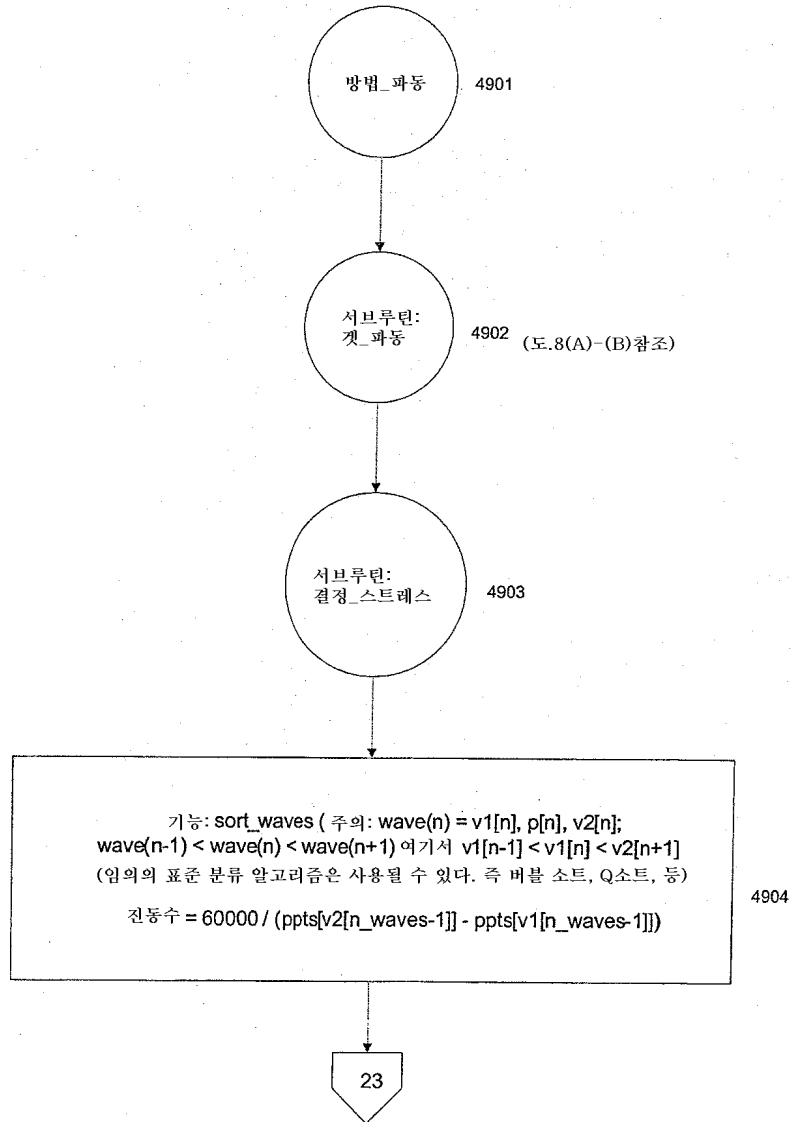 방법_파동
4901
서브루틴:
겟_파동
4902
(도.8(A)-(B)참조)
서브루틴:
결정_스트레스
4903
기능: sort_waves ( 주의: wave(n) = v1[n], p[n], v2[n];
wave(n-1) < wave(n) < wave(n+1) 여기서 v1[n-1] < v1[n] < v2[n+1]
(임의의 표준 분류 알고리즘은 사용될 수 있다. 즉 버블 소트, Q소트, 등)
진동수 = 60000 / (ppts[v2[n_waves-1]] - ppts[v1[n_waves-1]])
4904
23